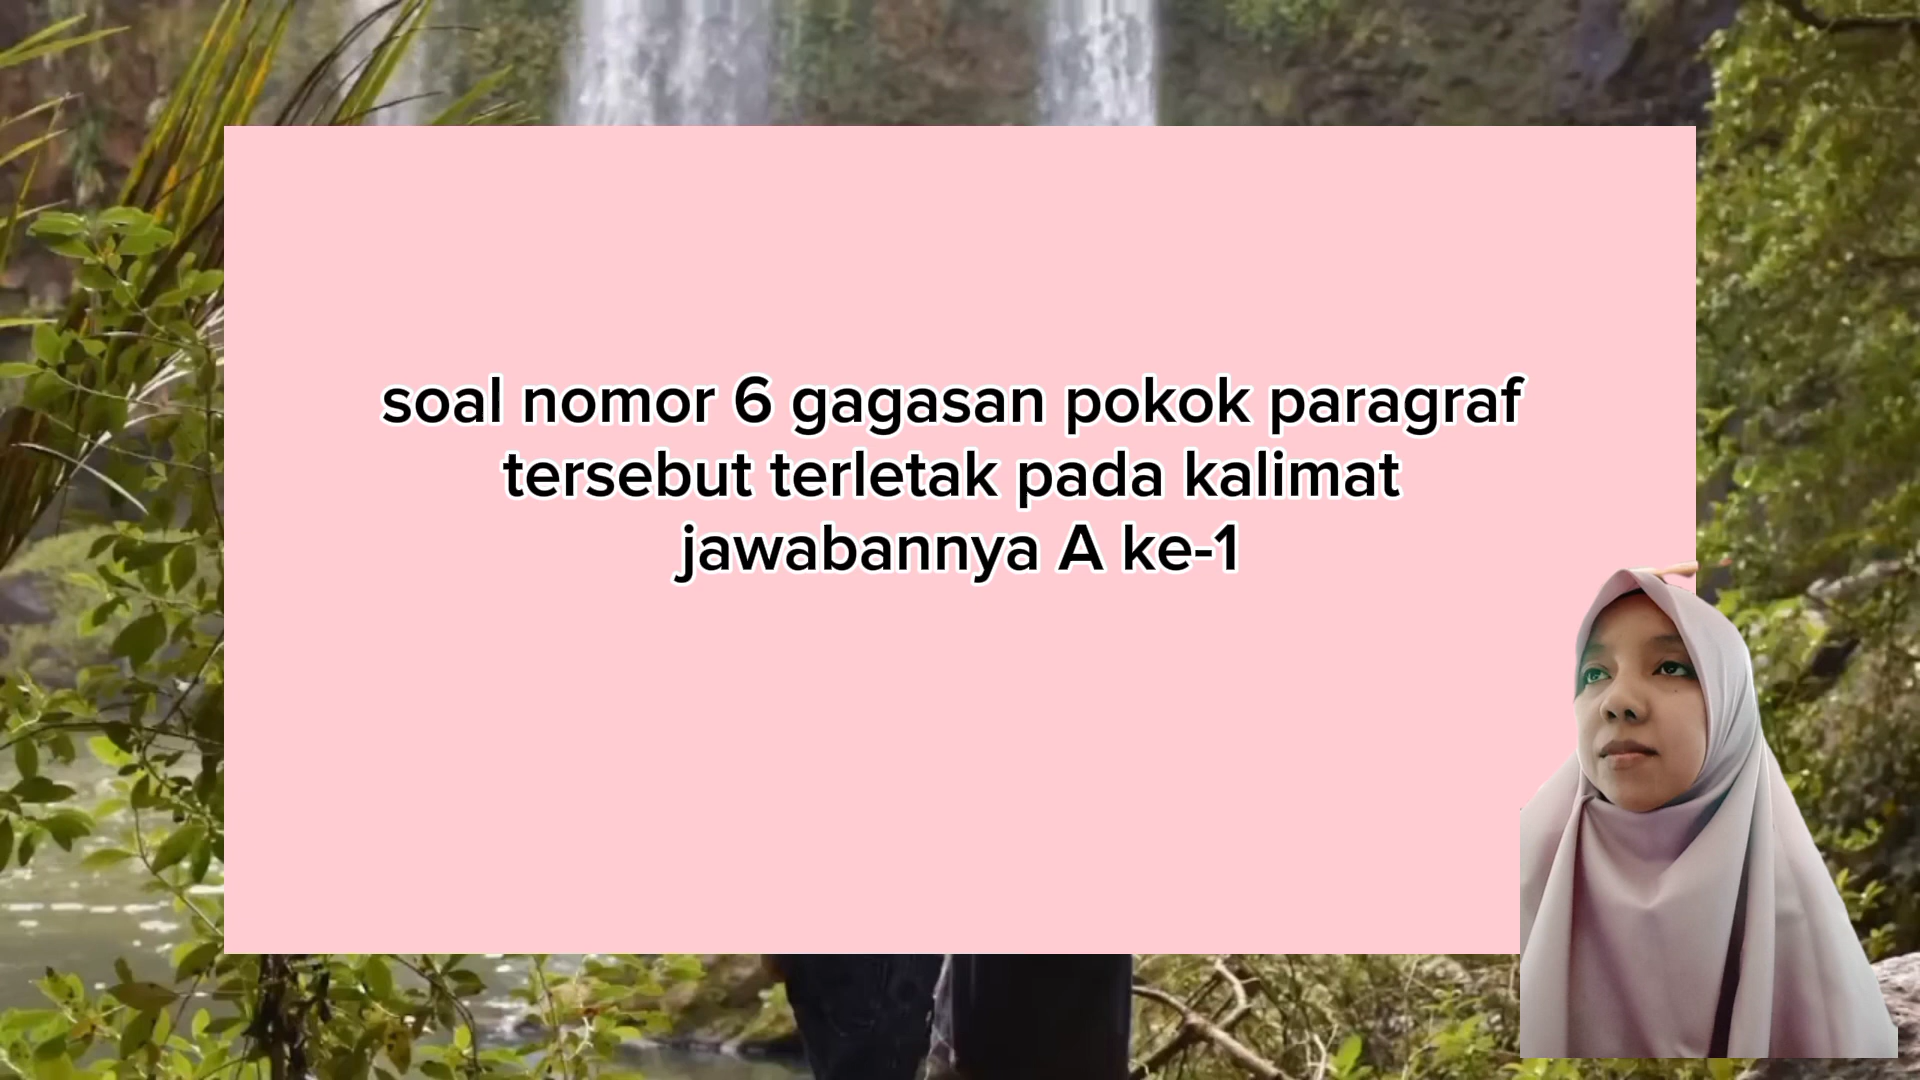 soal nomor 6 gagasan pokok paragraf
tersebut terletak pada kalimat
jawabannya A ke-1